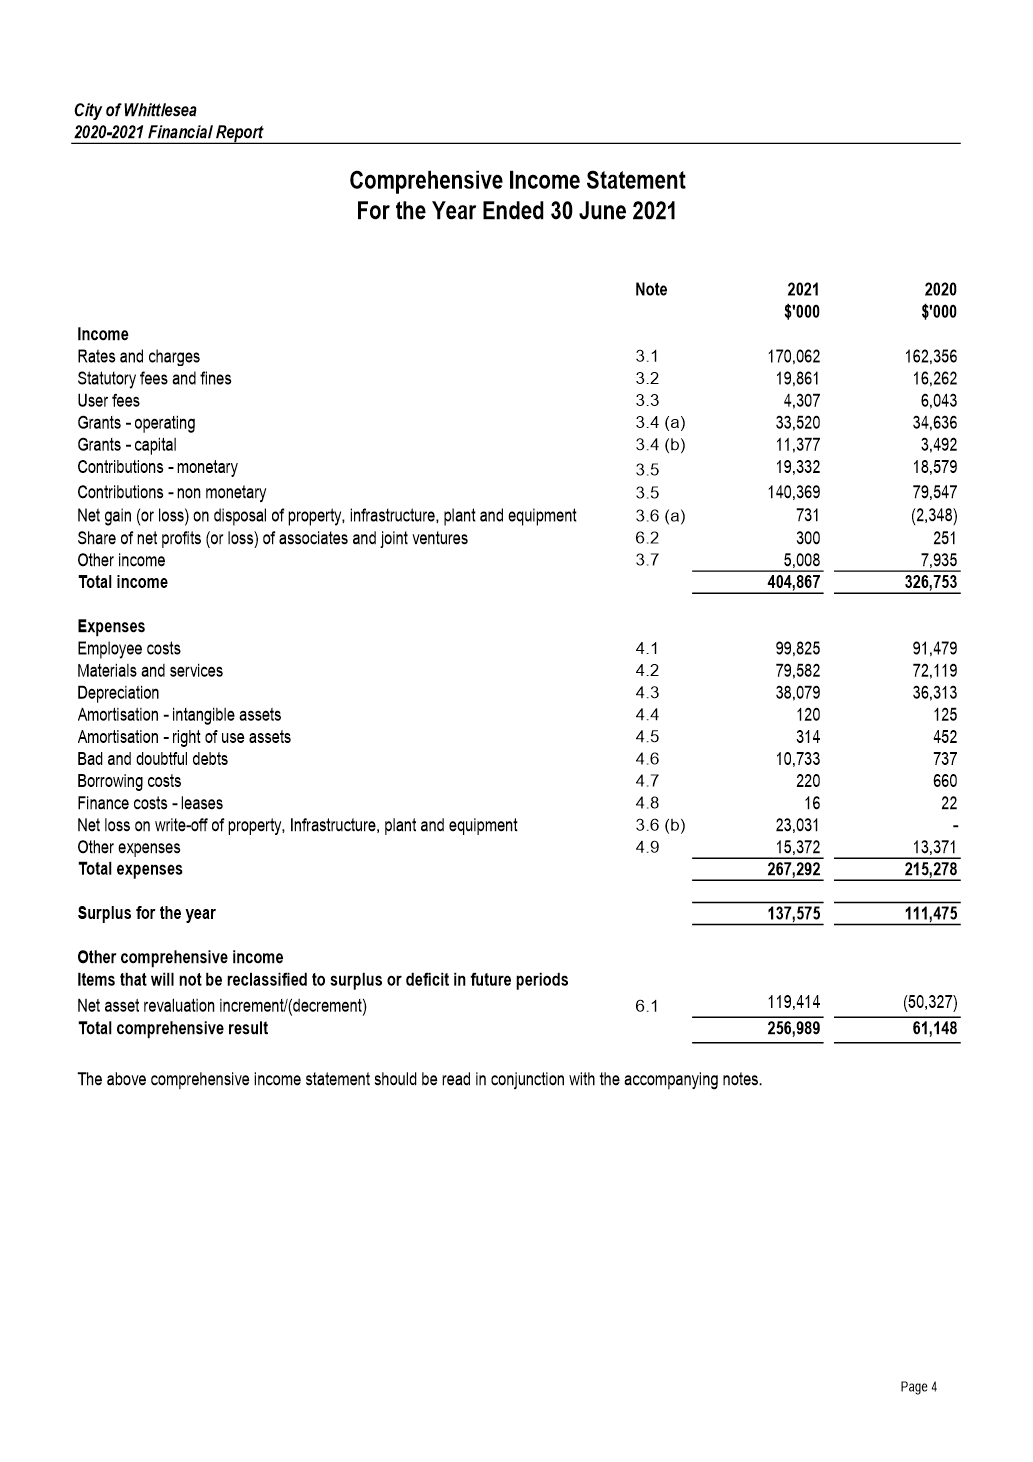 City of Whittlesea
2020-2021 Financial Report
Comprehensive Income Statement
For the Year Ended 30 June 2021
Note 2021 2020
$'000 $'000
Income
Rates and charges 3.1 170,062 162,356
Statutory fees and fines 3.2 19,861 16,262
User fees 3.3 4,307 6,043
Grants - operating 3.4 (a) 33,520 34,636
Grants - capital 3.4 (b) 11,377 3,492
Contributions - monetary 3.5 19,332 18,579
Contributions - non monetary 3.5 140,369 79,547
Net gain (or loss) on disposal of property, infrastructure, plant and equipment 3.6 (a) 731 (2,348)
Share of net profits (or loss) of associates and joint ventures 6.2 300 251
Other income 3.7 5,008 7,935
Total income 404,867 326,753
Expenses
Employee costs 4.1 99,825 91,479
Materials and services 4.2 79,582 72,119
Depreciation 4.3 38,079 36,313
Amortisation - intangible assets 4.4 120 125
Amortisation - right of use assets 4.5 314 452
Bad and doubtful debts 4.6 10,733 737
Borrowing costs 4.7 220 660
Finance costs - leases 4.8 16 22
Net loss on write-off of property, Infrastructure, plant and equipment 3.6 (b) 23,031 -
Other expenses 4.9 15,372 13,371
Total expenses 267,292 215,278
Surplus for the year 137,575 111,475
Other comprehensive income
Items that will not be reclassified to surplus or deficit in future periods
Net asset revaluation increment/(decrement) 6.1 119,414 (50,327)
Total comprehensive result 256,989 61,148
The above comprehensive income statement should be read in conjunction with the accompanying notes.
Page 4